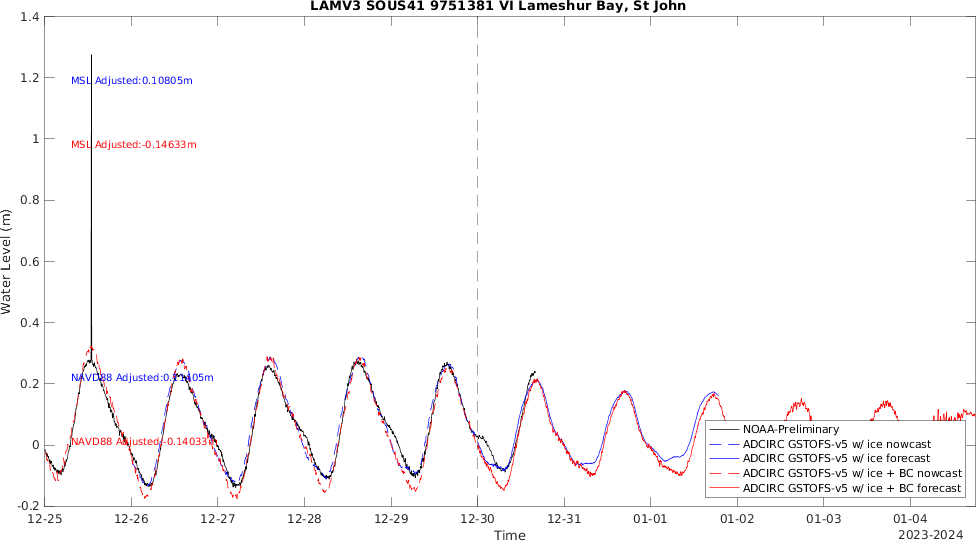 LAMV3 SOUS41 9751381 VI Lameshur Bay, St John
1.4
1.2
1
0.8
0.6
0.4
0.2
0
-0.2
Water Level (m)
MSL Adjusted:0.10805m
MSL Adjusted:-0.14633m
NAVD88 Adjusted:0.11405m
NAVD88 Adjusted:-0.14033m
NOAA-Preliminary
ADCIRC GSTOFS-v5 w/ ice nowcast
ADCIRC GSTOFS-v5 w/ ice forecast
ADCIRC GSTOFS-v5 w/ ice + BC nowcast
ADCIRC GSTOFS-v5 w/ ice + BC forecast
12-25 12-26 12-27 12-28 12-29 12-30 12-31 01-01 01-02 01-03 01-04
Time
2023-2024